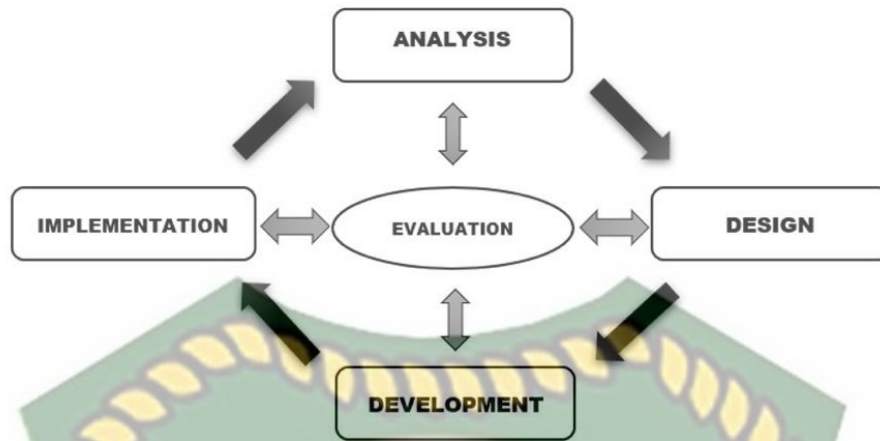 ANALYSIS
IMPLEMENTATION
EVALUATION
DESIGN
DEVELOPMENT